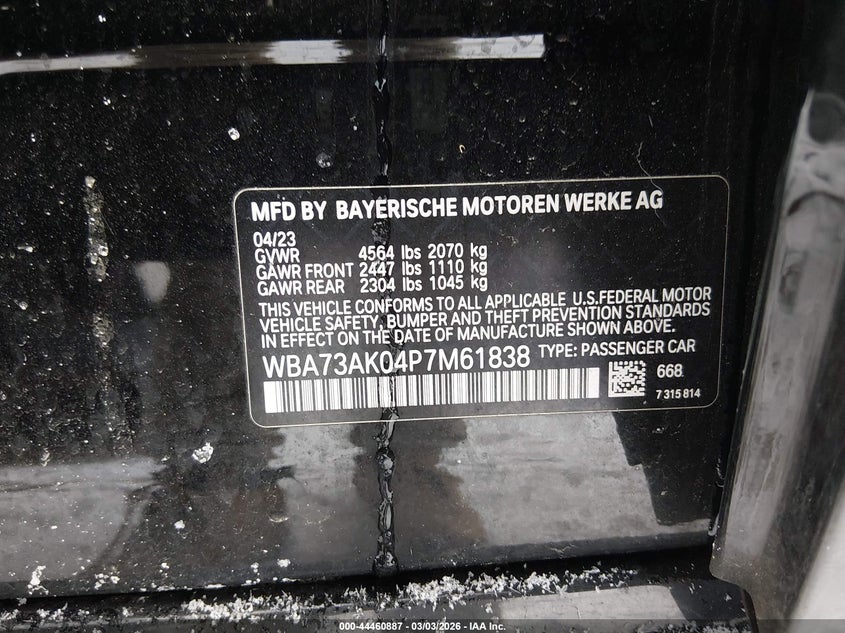 MFD BY BAYERISCHE MOTOREN WERKE AG
04/23
GVWR 4564 lbs 2070 kg
GAWR FRONT 2447 lbs 1110 kg
GAWR REAR 2304 lbs 1045 kg
THIS VEHICLE CONFORMS TO ALL APPLICABLE U.S.FEDERAL MOTOR
VEHICLE SAFETY, BUMPER AND THEFT PREVENTION STANDARDS
IN EFFECT ON THE DATE OF MANUFACTURE SHOWN ABOVE.
WBA73AK04P7M61838 TYPE: PASSENGER CAR
668
7 315 814
000-44460887 - 03/03/2026 - IAA Inc.